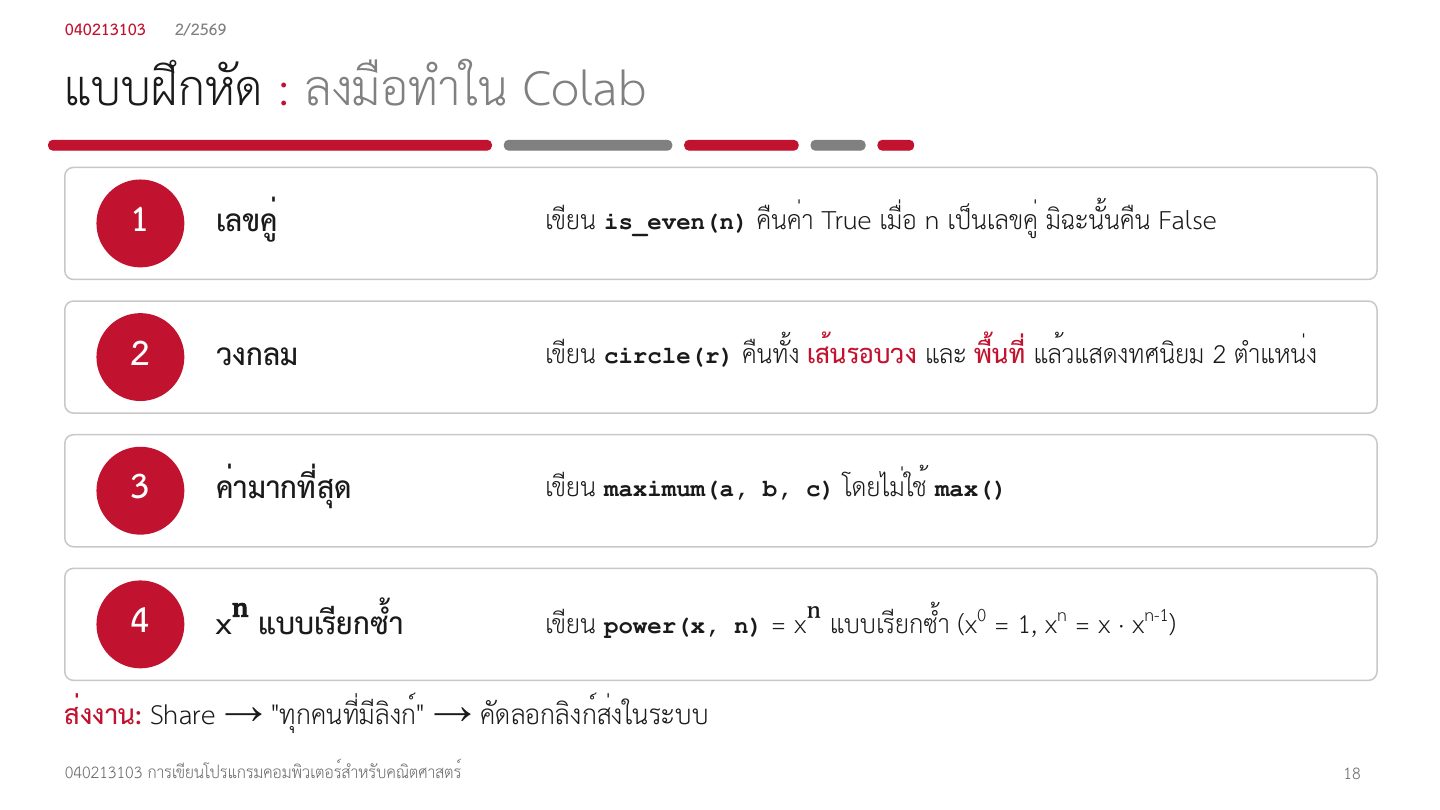 040213103 2/2569
แบบฝึกหัด : ลงมือทำใน Colab
1 เลขคู่ เขียน is_even(n) คืนค่า True เมื่อ n เป็นเลขคู่ มิฉะนั้นคืน False
2 วงกลม เขียน circle(r) คืนทั้ง เส้นรอบวง และ พื้นที่ แล้วแสดงทศนิยม 2 ตำแหน่ง
3 ค่ามากที่สุด เขียน maximum(a, b, c) โดยไม่ใช้ max()
4 xⁿ แบบเรียกซ้ำ เขียน power(x, n) = xⁿ แบบเรียกซ้ำ (x⁰ = 1, xⁿ = x · xⁿ⁻¹)
ส่งงาน: Share ⟶ "ทุกคนที่มีลิงก์" ⟶ คัดลอกลิงก์ส่งในระบบ
040213103 การเขียนโปรแกรมคอมพิวเตอร์สำหรับคณิตศาสตร์ 18